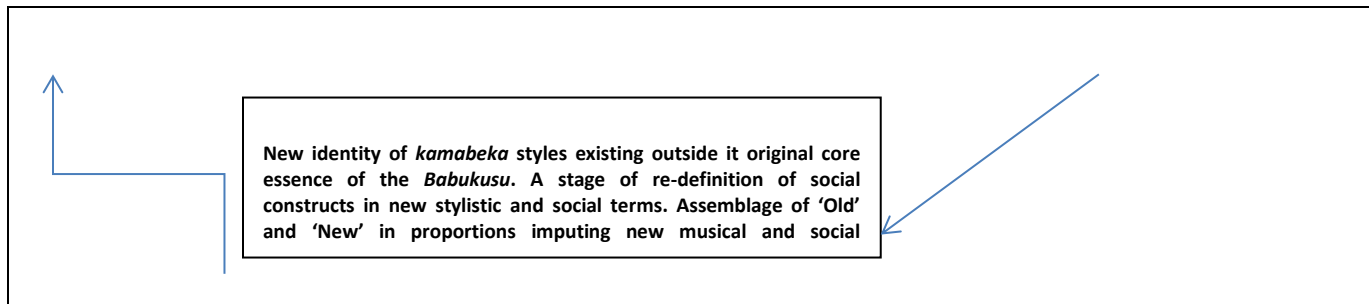 New identity of kamabeka styles existing outside it original core
essence of the Babukusu. A stage of re-definition of social
constructs in new stylistic and social terms. Assemblage of ‘Old’
and ‘New’ in proportions imputing new musical and social